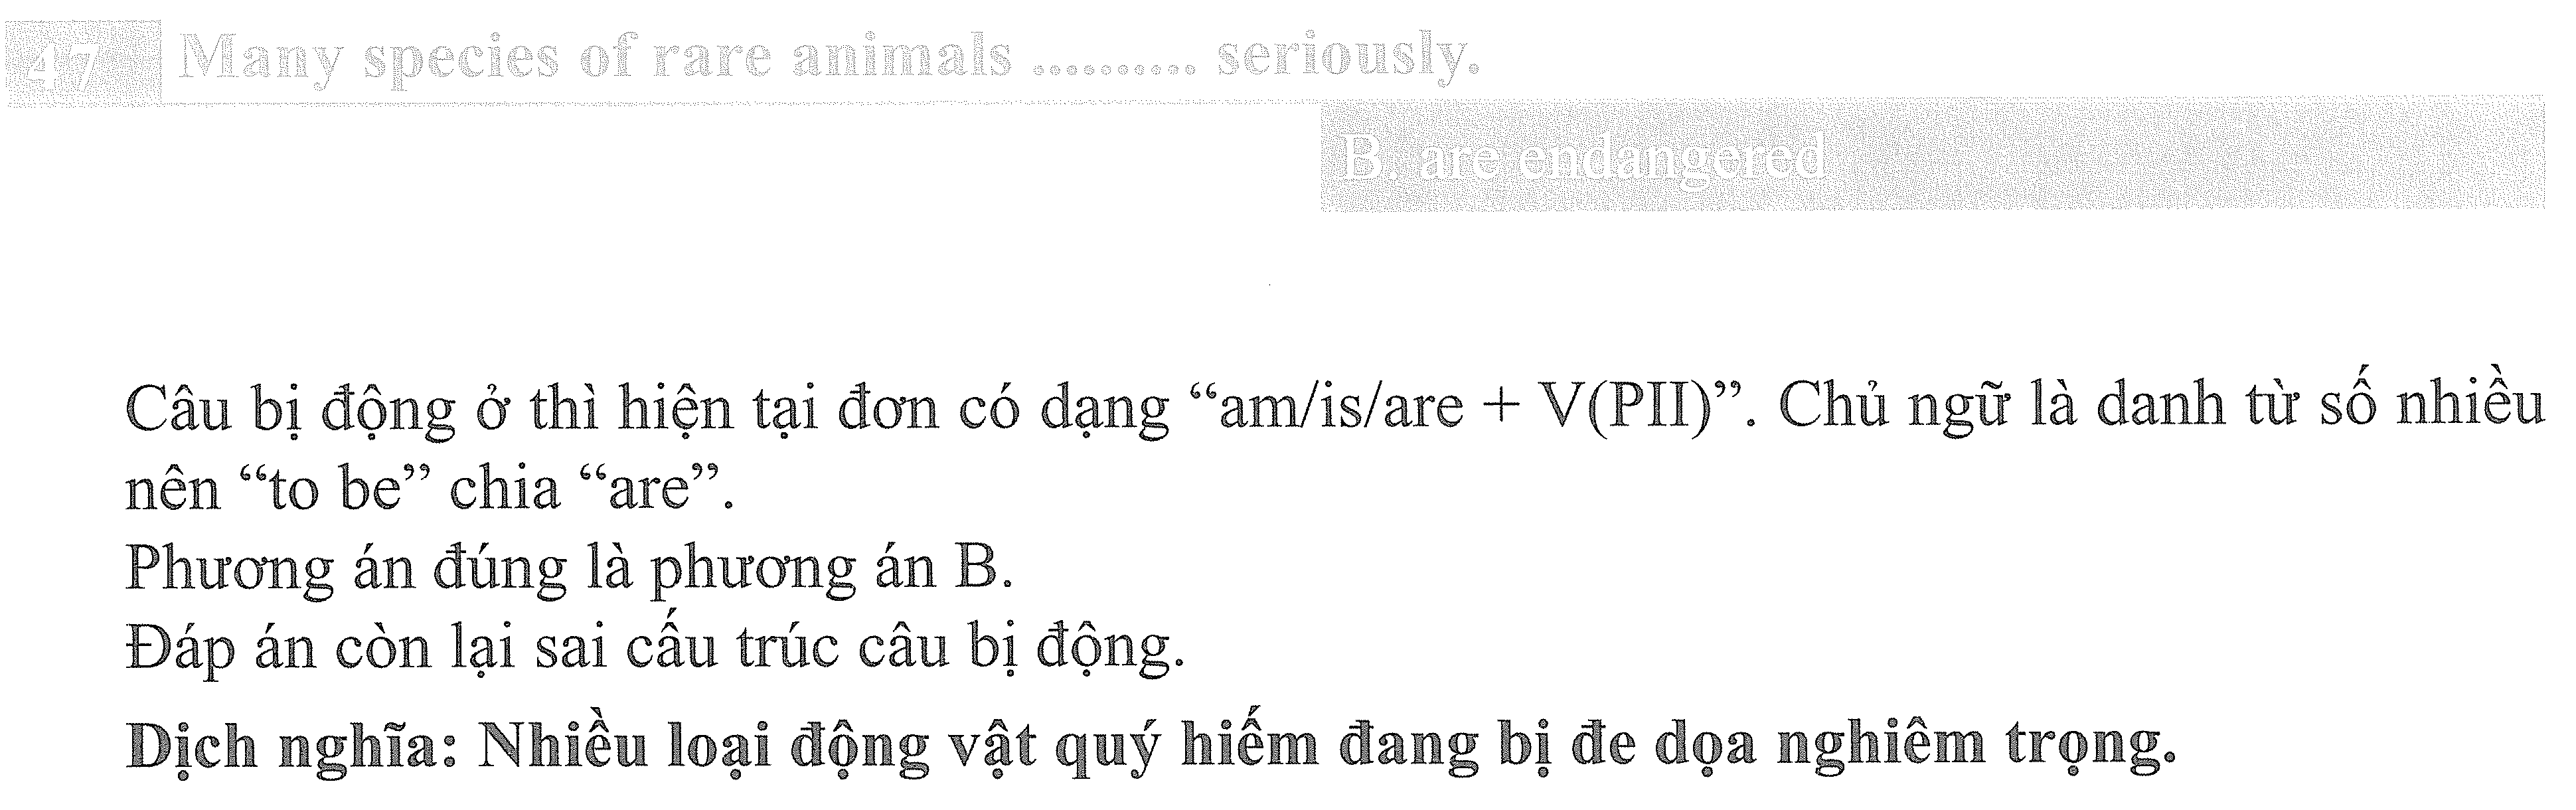 47 Many species of rare animals .......... seriously.
B. are endangered
Câu bị động ở thì hiện tại đơn có dạng “am/is/are + V(PII)”. Chủ ngữ là danh từ số nhiều
nên “to be” chia “are”.
Phương án đúng là phương án B.
Đáp án còn lại sai cấu trúc câu bị động.
Dịch nghĩa: Nhiều loại động vật quý hiếm đang bị đe dọa nghiêm trọng.